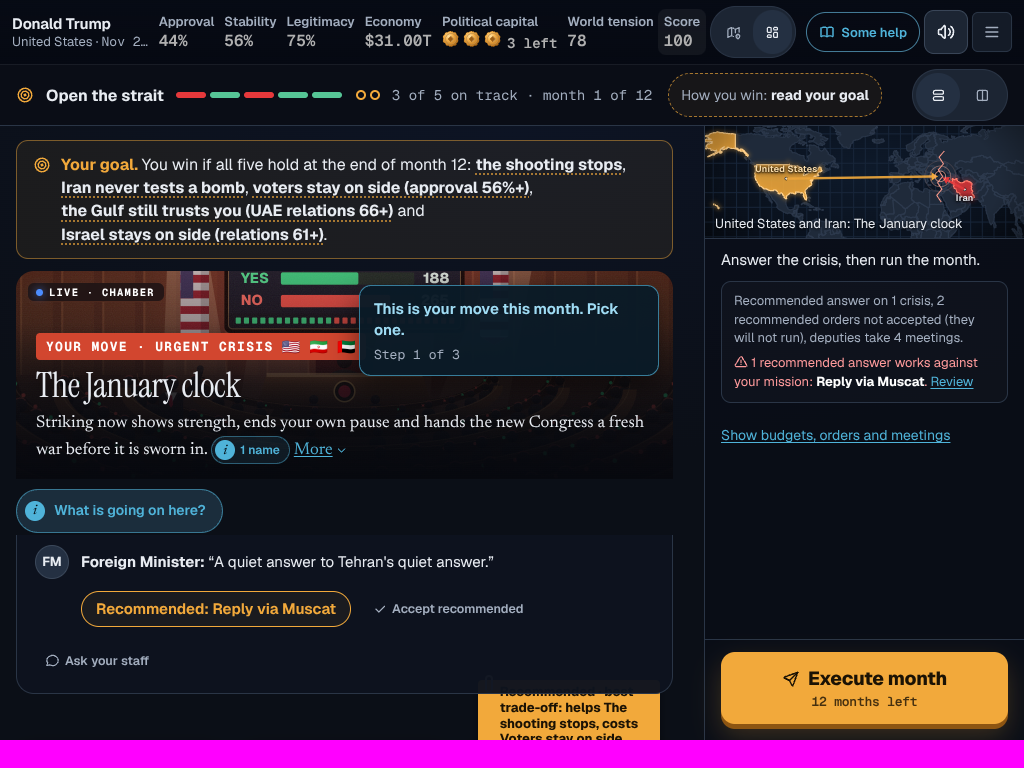 Donald Trump
United States · Nov 2…
Approval
44%
Stability
56%
Legitimacy
75%
Economy
$31.00T
Political capital
3 left
World tension
78
Score
100
Some help
Open the strait
3 of 5 on track · month 1 of 12
How you win: read your goal
Your goal. You win if all five hold at the end of month 12: the shooting stops,
Iran never tests a bomb, voters stay on side (approval 56%+),
the Gulf still trusts you (UAE relations 66+) and
Israel stays on side (relations 61+).
LIVE · CHAMBER
YES
188
NO
This is your move this month. Pick
one.
Step 1 of 3
YOUR MOVE · URGENT CRISIS
The January clock
Striking now shows strength, ends your own pause and hands the new Congress a fresh
war before it is sworn in. i 1 name More
i What is going on here?
FM Foreign Minister: “A quiet answer to Tehran's quiet answer.”
Recommended: Reply via Muscat
Accept recommended
Ask your staff
trade-off: helps The
shooting stops, costs
Voters stay on side
United States
Iran
United States and Iran: The January clock
Answer the crisis, then run the month.
Recommended answer on 1 crisis, 2
recommended orders not accepted (they
will not run), deputies take 4 meetings.
1 recommended answer works against
your mission: Reply via Muscat. Review
Show budgets, orders and meetings
Execute month
12 months left